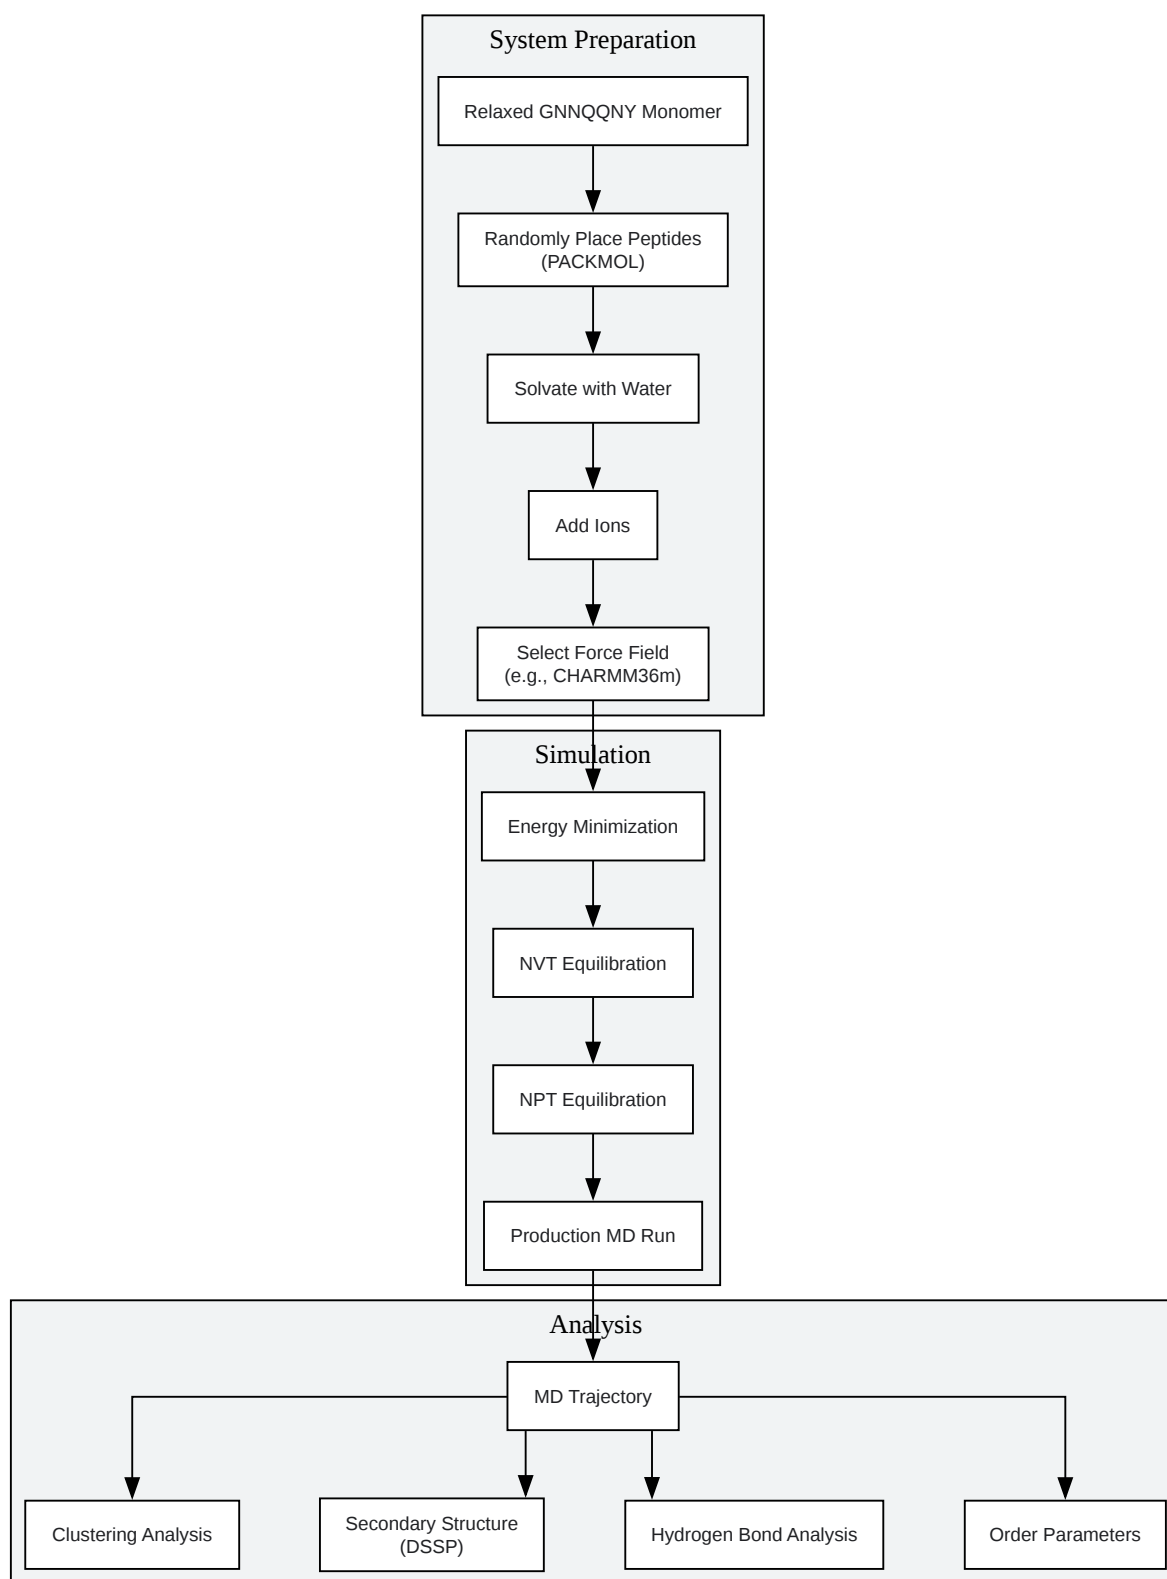 System Preparation
Relaxed GNNQQNY Monomer
Randomly Place Peptides
(PACKMOL)
Solvate with Water
Add Ions
Select Force Field
(e.g., CHARMM36m)
Simulation
Energy Minimization
NVT Equilibration
NPT Equilibration
Production MD Run
Analysis
MD Trajectory
Clustering Analysis
Secondary Structure
(DSSP)
Hydrogen Bond Analysis
Order Parameters